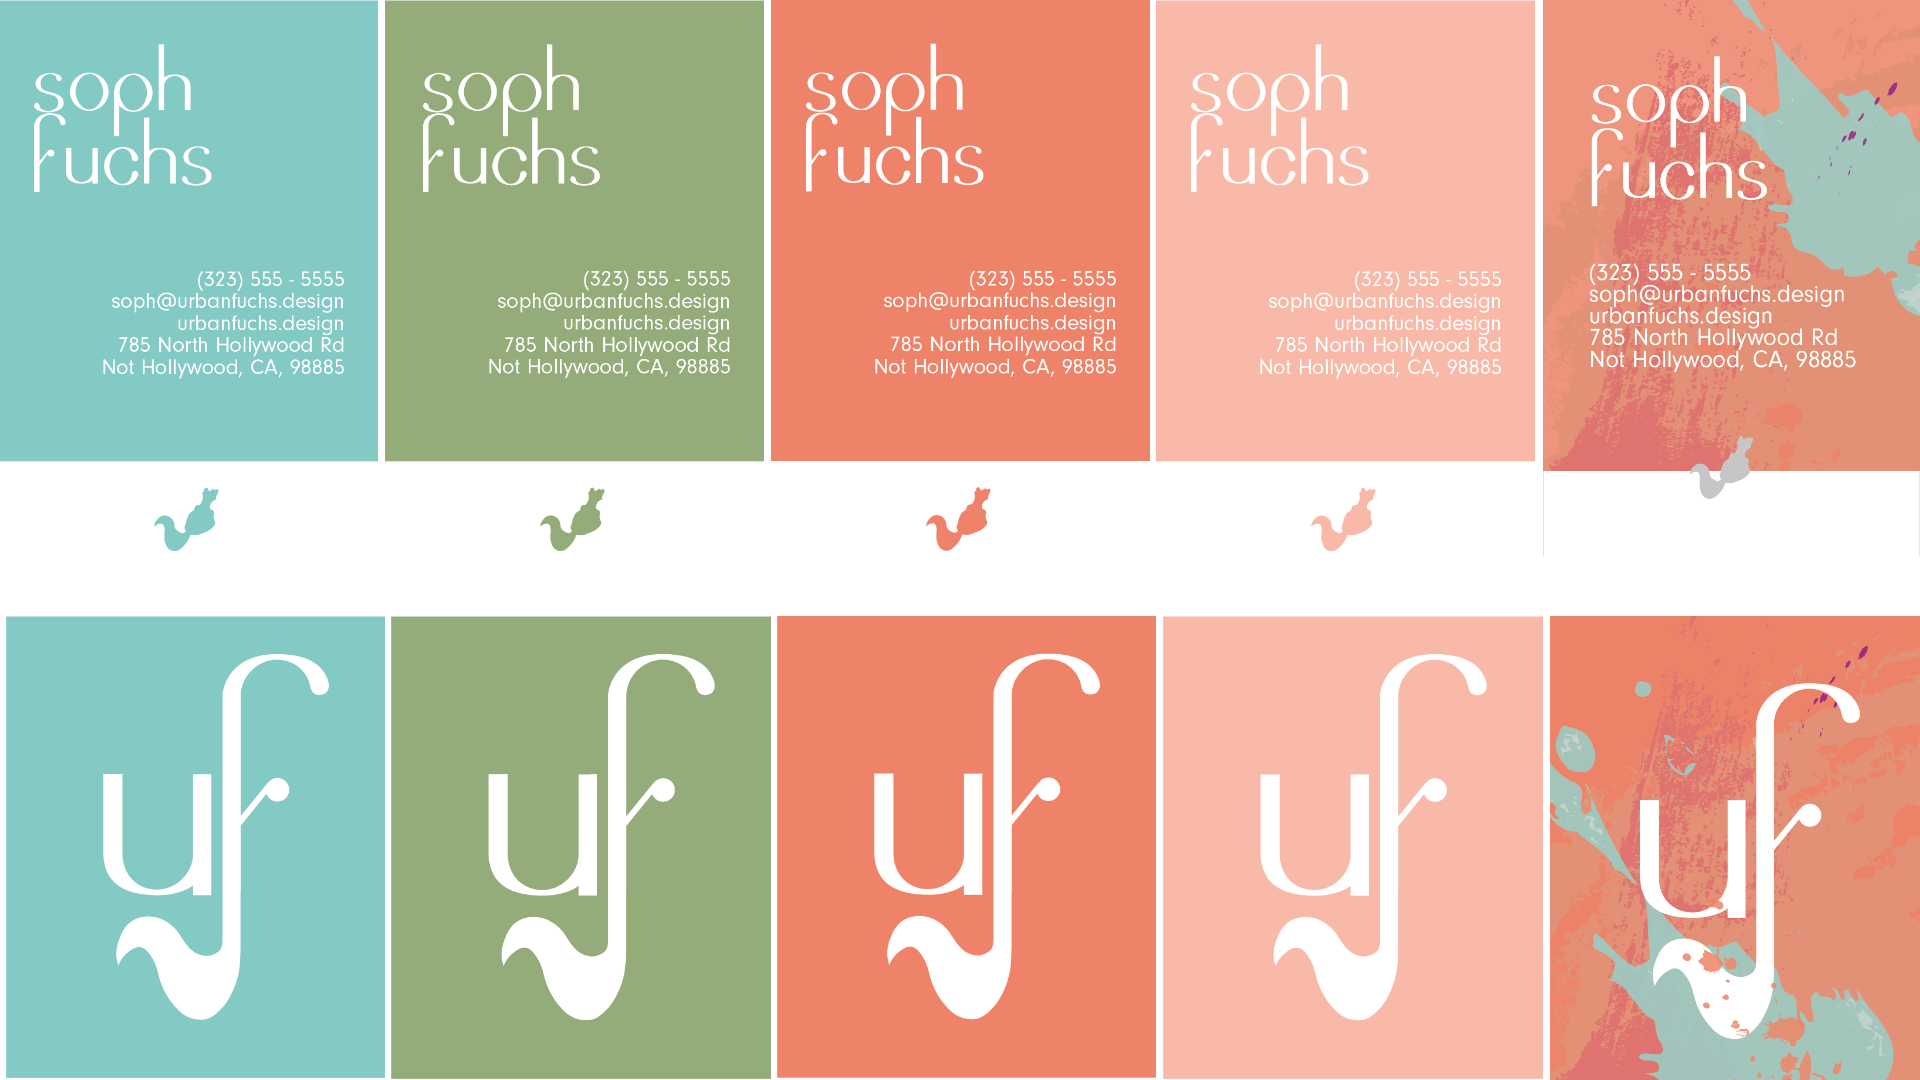 soph
fuchs
(323) 555 - 5555
soph@urbanfuchs.design
urbanfuchs.design
785 North Hollywood Rd
Not Hollywood, CA, 98885
soph
fuchs
(323) 555 - 5555
soph@urbanfuchs.design
urbanfuchs.design
785 North Hollywood Rd
Not Hollywood, CA, 98885
soph
fuchs
(323) 555 - 5555
soph@urbanfuchs.design
urbanfuchs.design
785 North Hollywood Rd
Not Hollywood, CA, 98885
soph
fuchs
(323) 555 - 5555
soph@urbanfuchs.design
urbanfuchs.design
785 North Hollywood Rd
Not Hollywood, CA, 98885
soph
fuchs
(323) 555 - 5555
soph@urbanfuchs.design
urbanfuchs.design
785 North Hollywood Rd
Not Hollywood, CA, 98885
uf
uf
uf
uf
uf